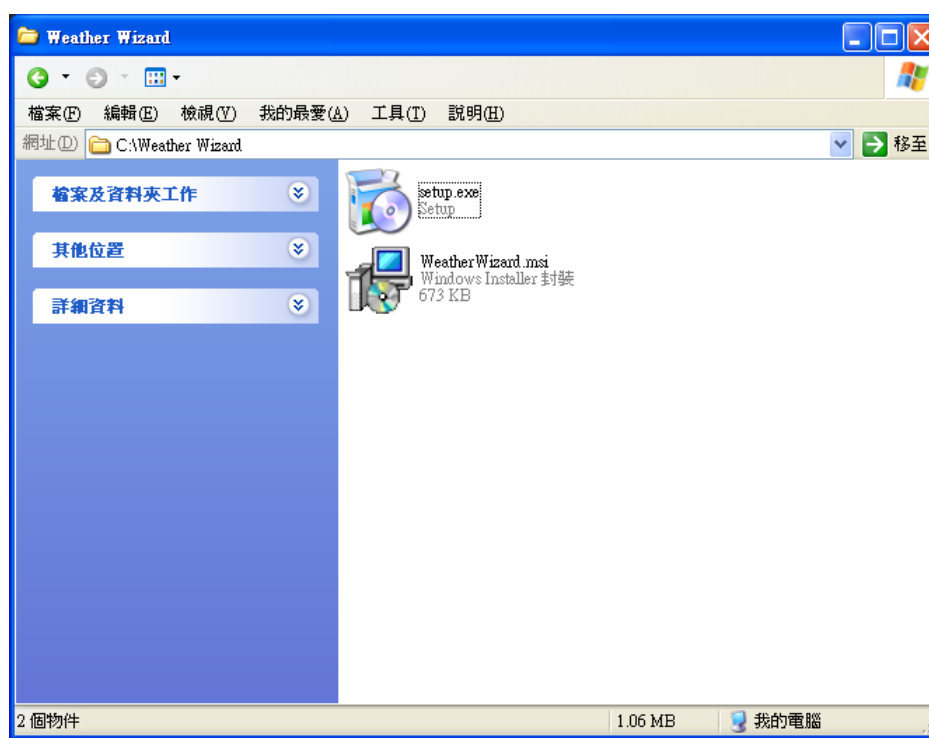 Weather Wizard
檔案(F) 編輯(E) 檢視(V) 我的最愛(A) 工具(T) 說明(H)
網址(D) C:\Weather Wizard 移至
檔案及資料夾工作
其他位置
詳細資料
setup.exe
Setup
WeatherWizard.msi
Windows Installer 封裝
673 KB
2 個物件 1.06 MB 我的電腦